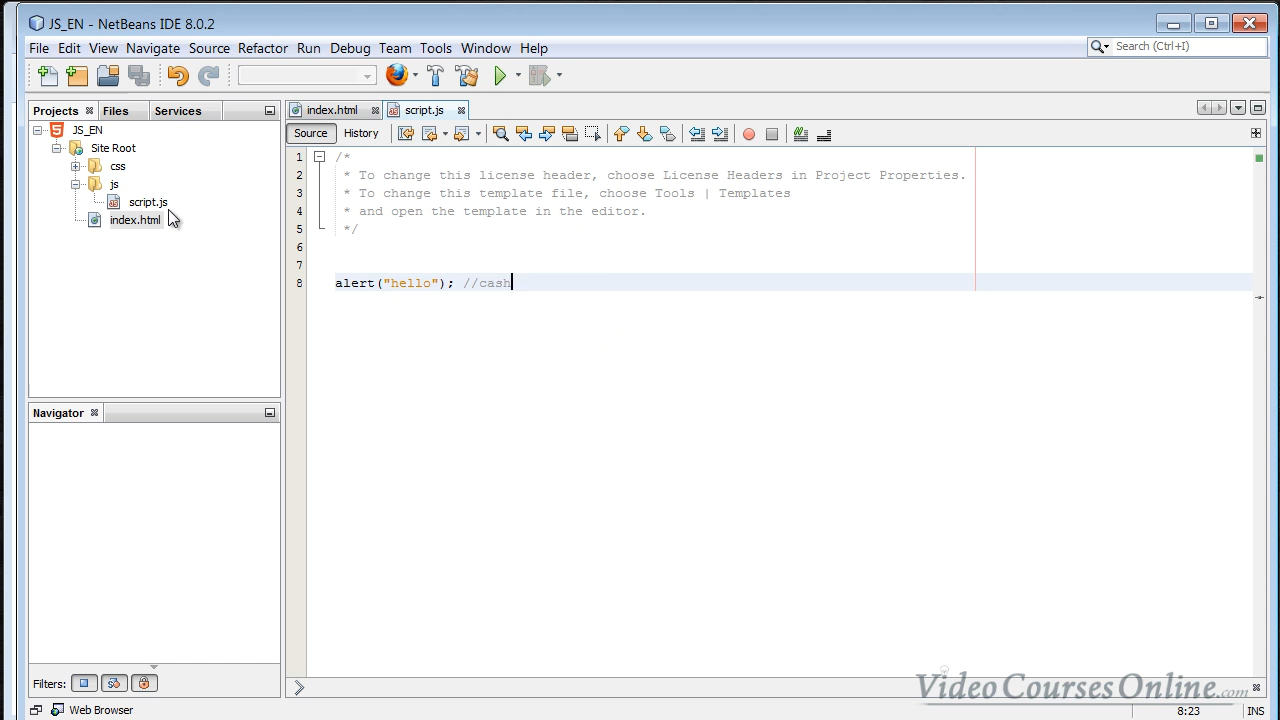 JS_EN - NetBeans IDE 8.0.2
File Edit View Navigate Source Refactor Run Debug Team Tools Window Help
Search (Ctrl+I)
Projects Files Services
index.html script.js
JS_EN
Site Root
css
js
script.js
index.html
Source History
1 /*
2 * To change this license header, choose License Headers in Project Properties.
3 * To change this template file, choose Tools | Templates
4 * and open the template in the editor.
5 */
6
7
8 alert("hello"); //cash
Navigator
Filters:
Web Browser
8:23 INS
VideoCoursesOnline.com